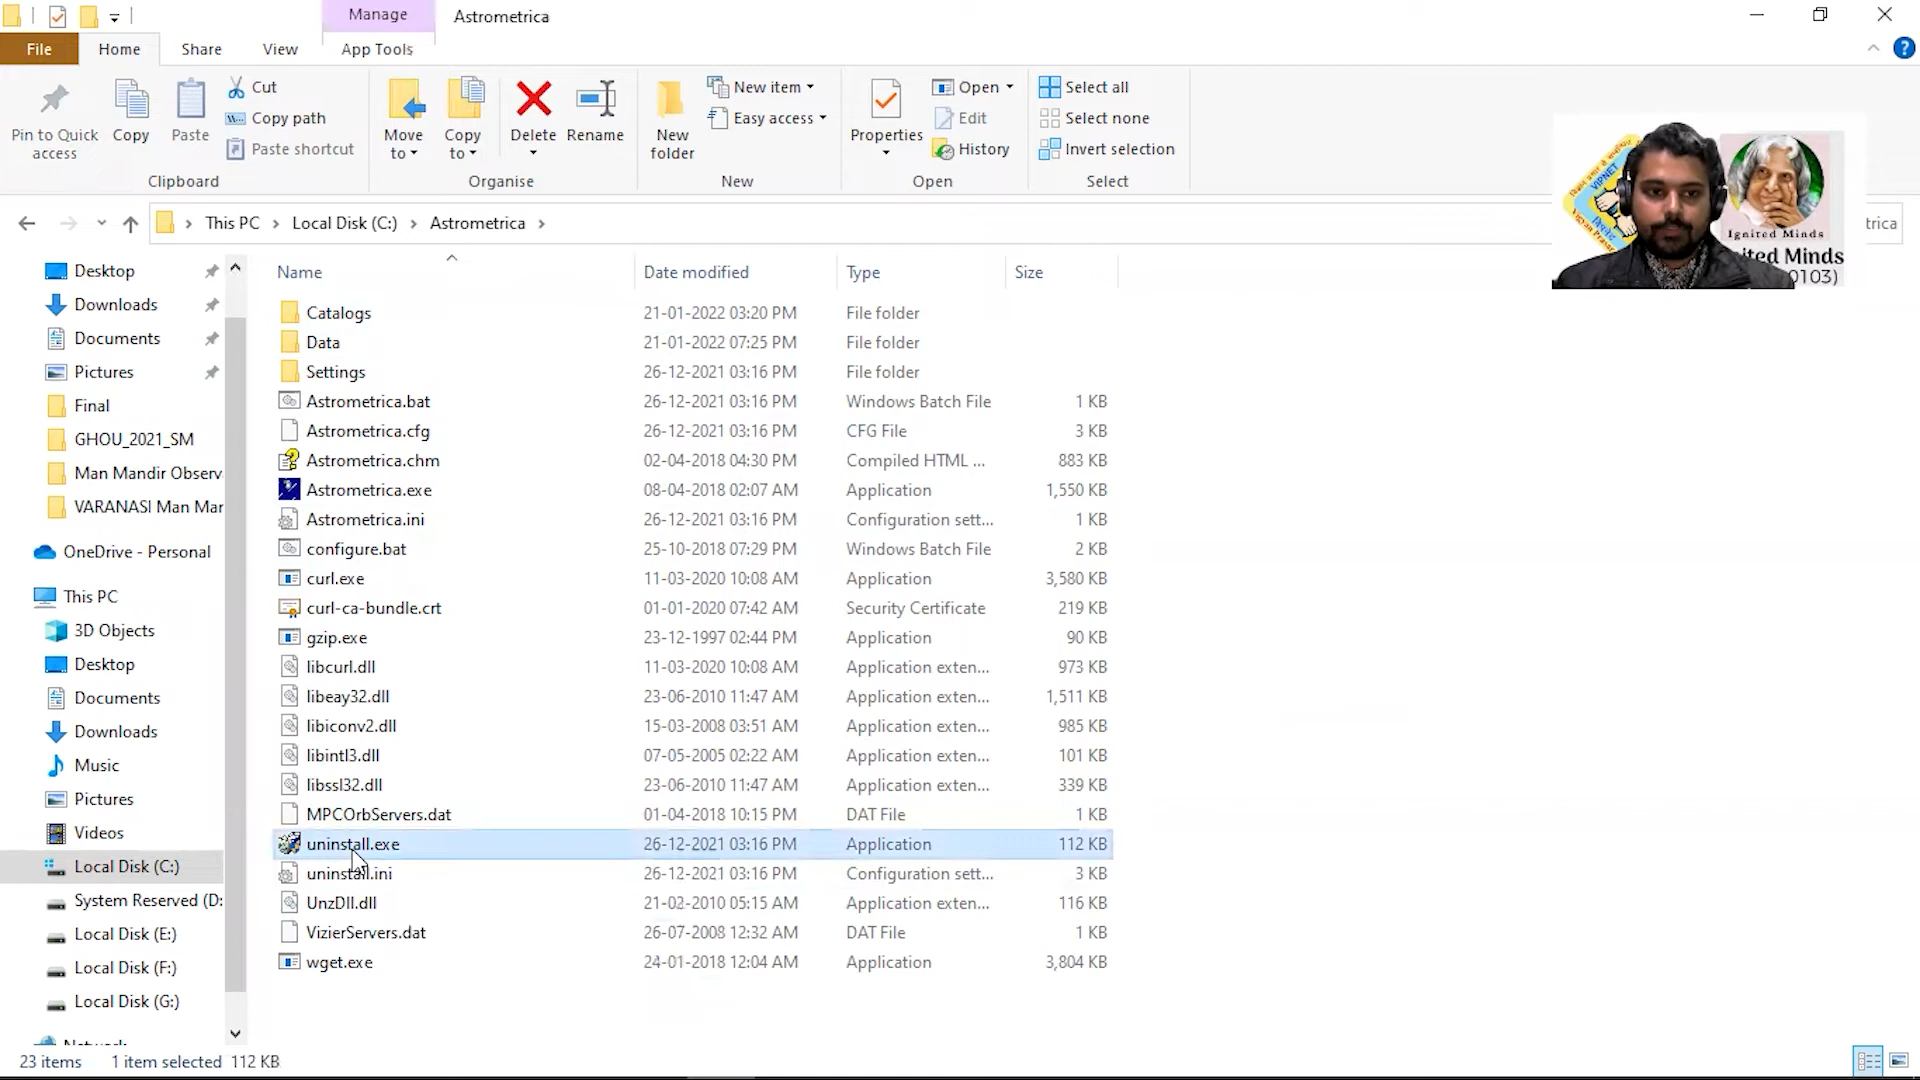 Manage
Astrometrica
File
Home
Share
View
App Tools
Pin to Quick access
Copy
Paste
Cut
Copy path
Paste shortcut
Clipboard
Move to
Copy to
Delete
Rename
Organise
New folder
New item
Easy access
New
Properties
Open
Edit
History
Open
Select all
Select none
Invert selection
Select
This PC
Local Disk (C:)
Astrometrica
trica
VIPNET
Ignited Minds
ited Minds
0103)
Name Date modified Type Size
Desktop
Downloads
Documents
Pictures
Final
GHOU_2021_SM
Man Mandir Observ
VARANASI Man Mar
OneDrive - Personal
This PC
3D Objects
Desktop
Documents
Downloads
Music
Pictures
Videos
Local Disk (C:)
System Reserved (D:
Local Disk (E:)
Local Disk (F:)
Local Disk (G:)
Catalogs 21-01-2022 03:20 PM File folder
Data 21-01-2022 07:25 PM File folder
Settings 26-12-2021 03:16 PM File folder
Astrometrica.bat 26-12-2021 03:16 PM Windows Batch File 1 KB
Astrometrica.cfg 26-12-2021 03:16 PM CFG File 3 KB
Astrometrica.chm 02-04-2018 04:30 PM Compiled HTML ... 883 KB
Astrometrica.exe 08-04-2018 02:07 AM Application 1,550 KB
Astrometrica.ini 26-12-2021 03:16 PM Configuration sett... 1 KB
configure.bat 25-10-2018 07:29 PM Windows Batch File 2 KB
curl.exe 11-03-2020 10:08 AM Application 3,580 KB
curl-ca-bundle.crt 01-01-2020 07:42 AM Security Certificate 219 KB
gzip.exe 23-12-1997 02:44 PM Application 90 KB
libcurl.dll 11-03-2020 10:08 AM Application exten... 973 KB
libeay32.dll 23-06-2010 11:47 AM Application exten... 1,511 KB
libiconv2.dll 15-03-2008 03:51 AM Application exten... 985 KB
libintl3.dll 07-05-2005 02:22 AM Application exten... 101 KB
libssl32.dll 23-06-2010 11:47 AM Application exten... 339 KB
MPCOrbServers.dat 01-04-2018 10:15 PM DAT File 1 KB
uninstall.exe 26-12-2021 03:16 PM Application 112 KB
uninstall.ini 26-12-2021 03:16 PM Configuration sett... 3 KB
UnzDll.dll 21-02-2010 05:15 AM Application exten... 116 KB
VizierServers.dat 26-07-2008 12:32 AM DAT File 1 KB
wget.exe 24-01-2018 12:04 AM Application 3,804 KB
23 items 1 item selected 112 KB